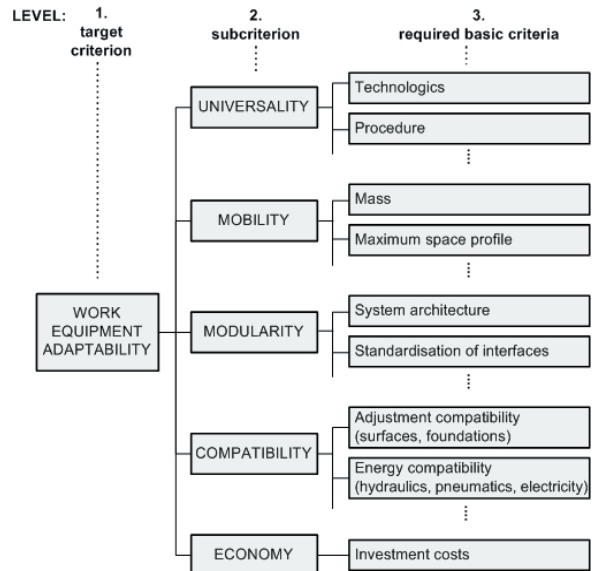 LEVEL: 1. 2. 3.
target subcriterion required basic criteria
criterion
UNIVERSALITY
Technologics
Procedure
MOBILITY
Mass
Maximum space profile
WORK
EQUIPMENT
ADAPTABILITY
MODULARITY
System architecture
Standardisation of interfaces
COMPATIBILITY
Adjustment compatibility
(surfaces, foundations)
Energy compatibility
(hydraulics, pneumatics, electricity)
ECONOMY
Investment costs